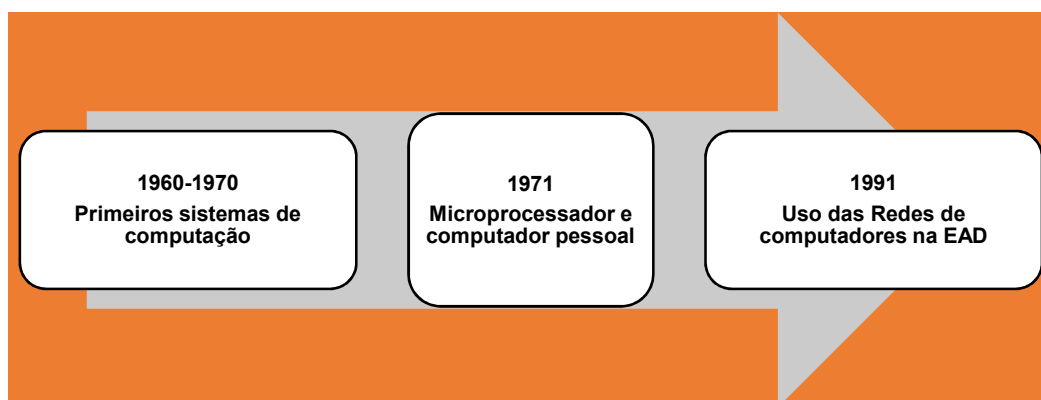 1960-1970
Primeiros sistemas de
computação
1971
Microprocessador e
computador pessoal
1991
Uso das Redes de
computadores na EAD